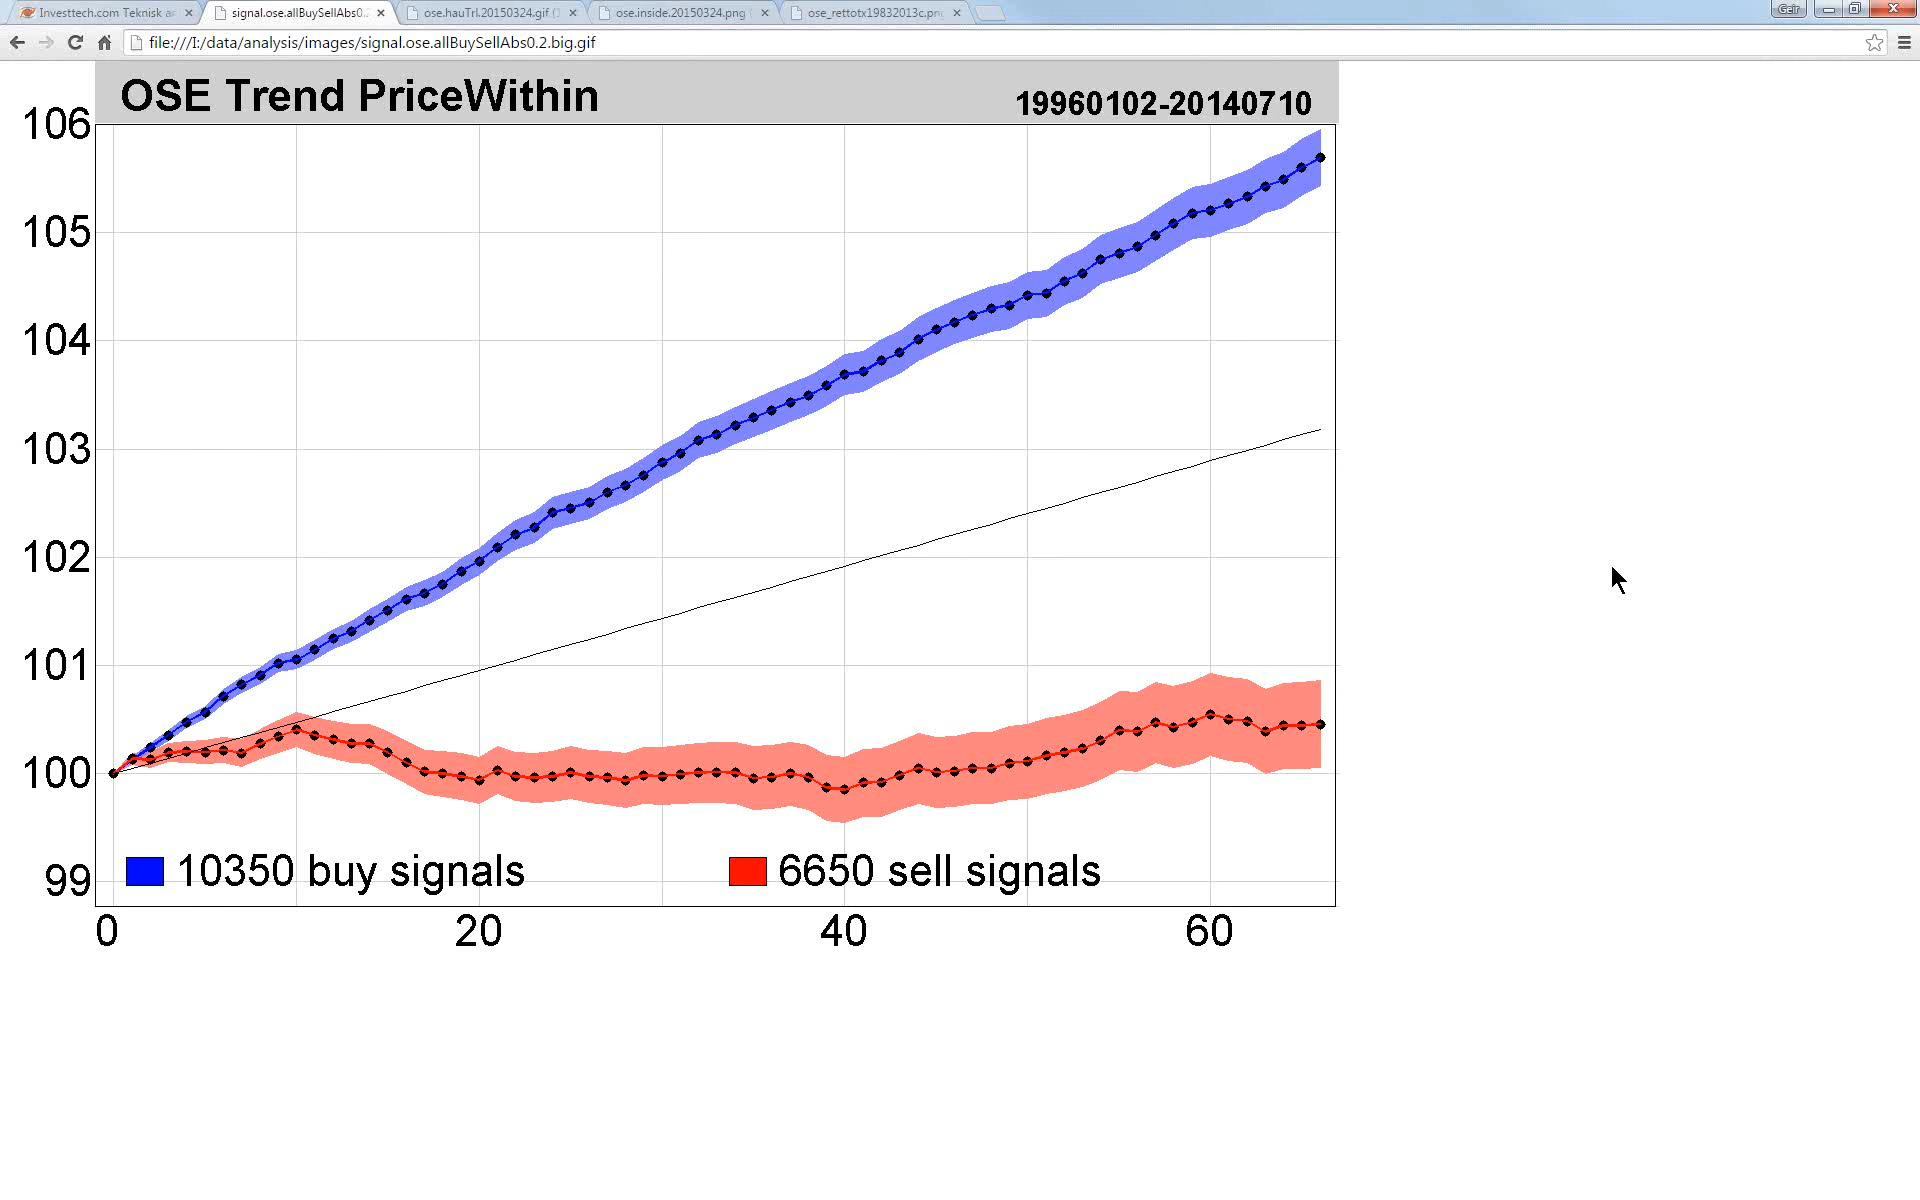 Investtech.com Teknisk a
signal.ose.allBuySellAbs0.
ose.hauTrl.20150324.gif (
ose.inside.20150324.png (
ose_rettotx19832013c.pn
Geir
file:///I:/data/analysis/images/signal.ose.allBuySellAbs0.2.big.gif
OSE Trend PriceWithin
19960102-20140710
106
105
104
103
102
101
100
99
10350 buy signals
6650 sell signals
0 20 40 60